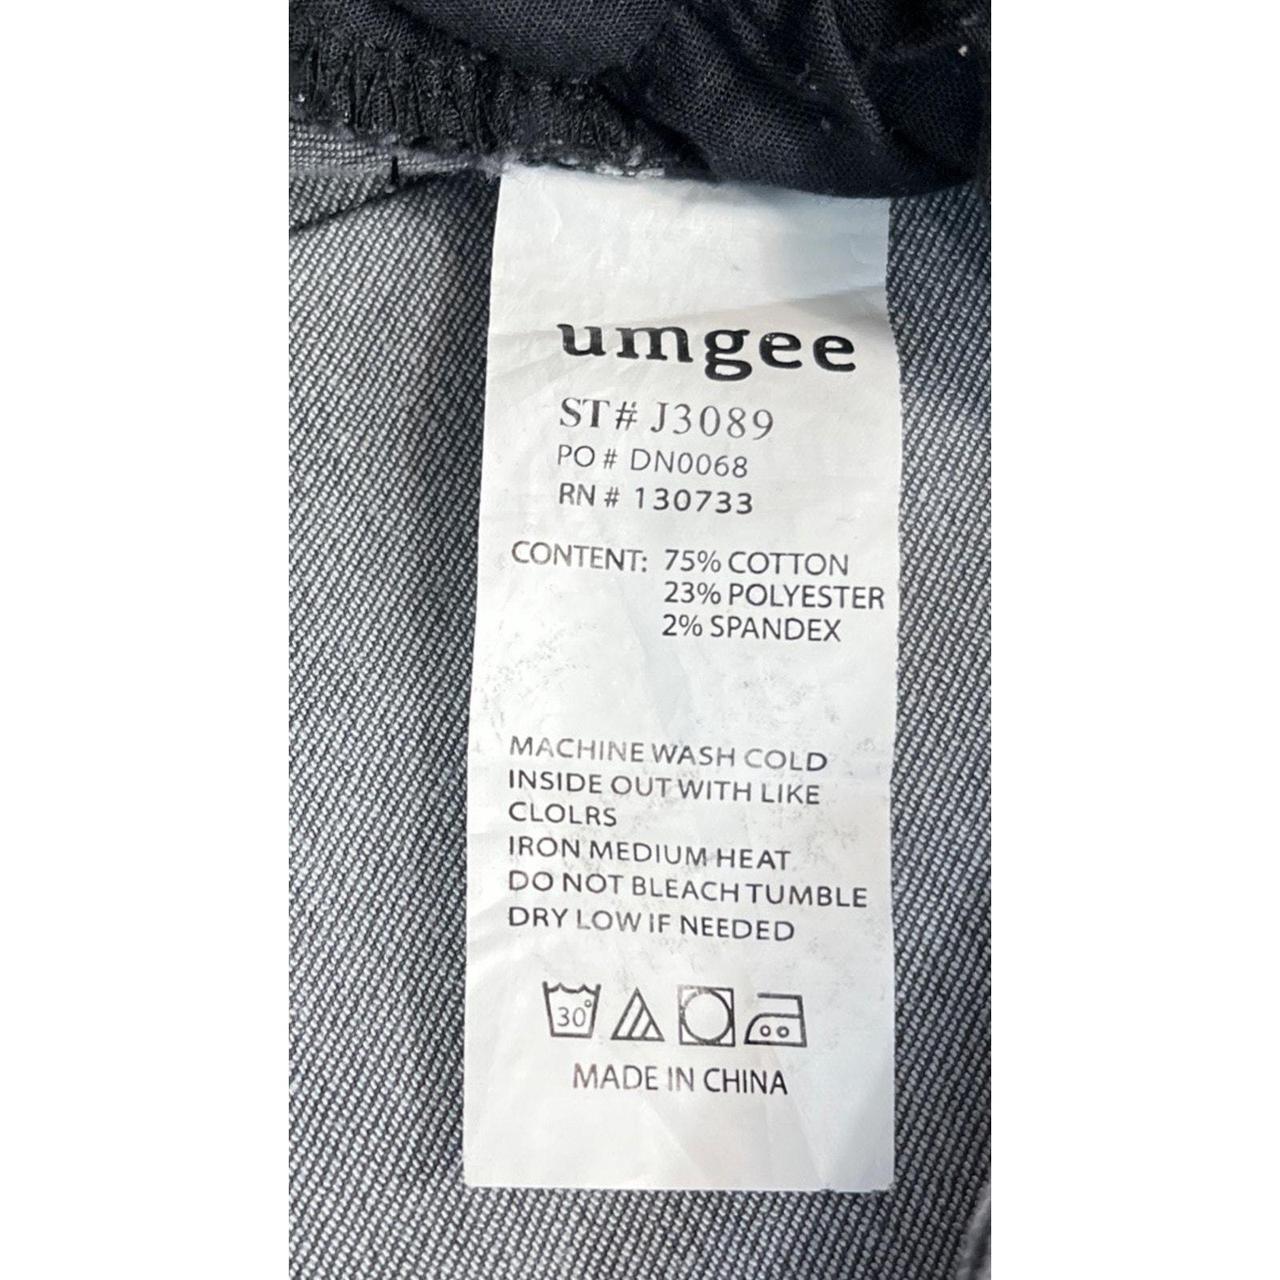 umgee
ST# J3089
PO # DN0068
RN # 130733
CONTENT: 75% COTTON
23% POLYESTER
2% SPANDEX
MACHINE WASH COLD
INSIDE OUT WITH LIKE
CLOLRS
IRON MEDIUM HEAT
DO NOT BLEACH TUMBLE
DRY LOW IF NEEDED
30°
MADE IN CHINA